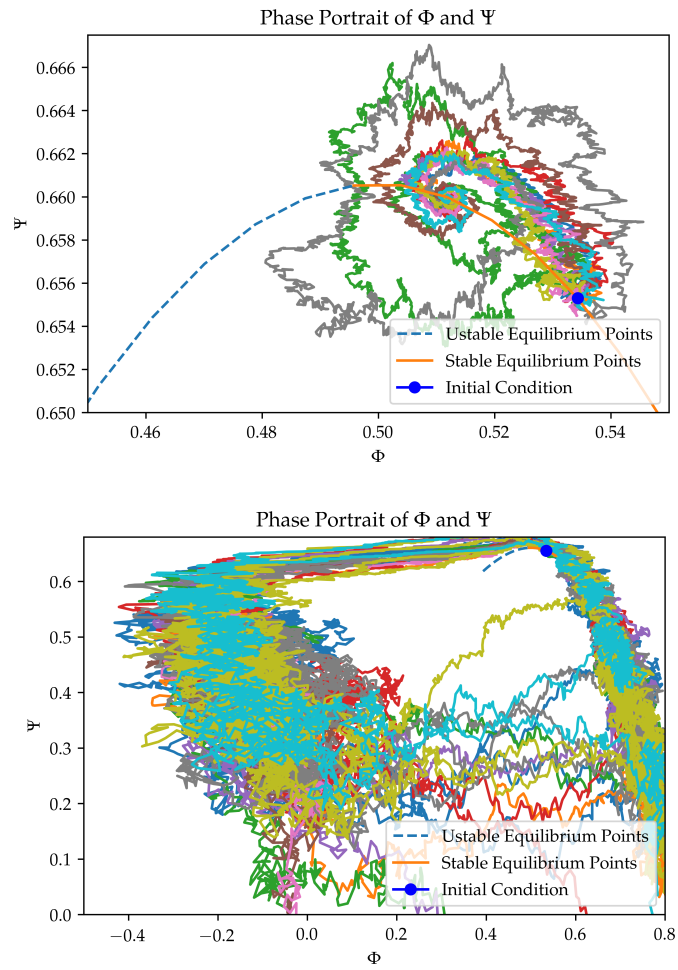 Phase Portrait of Φ and Ψ
0.666
0.664
0.662
0.660
0.658
0.656
0.654
0.652
0.650
Ψ
Ustable Equilibrium Points
Stable Equilibrium Points
Initial Condition
0.46 0.48 0.50 0.52 0.54
Φ
Phase Portrait of Φ and Ψ
0.6
0.5
0.4
0.3
0.2
0.1
0.0
Ψ
Ustable Equilibrium Points
Stable Equilibrium Points
Initial Condition
−0.4 −0.2 0.0 0.2 0.4 0.6 0.8
Φ